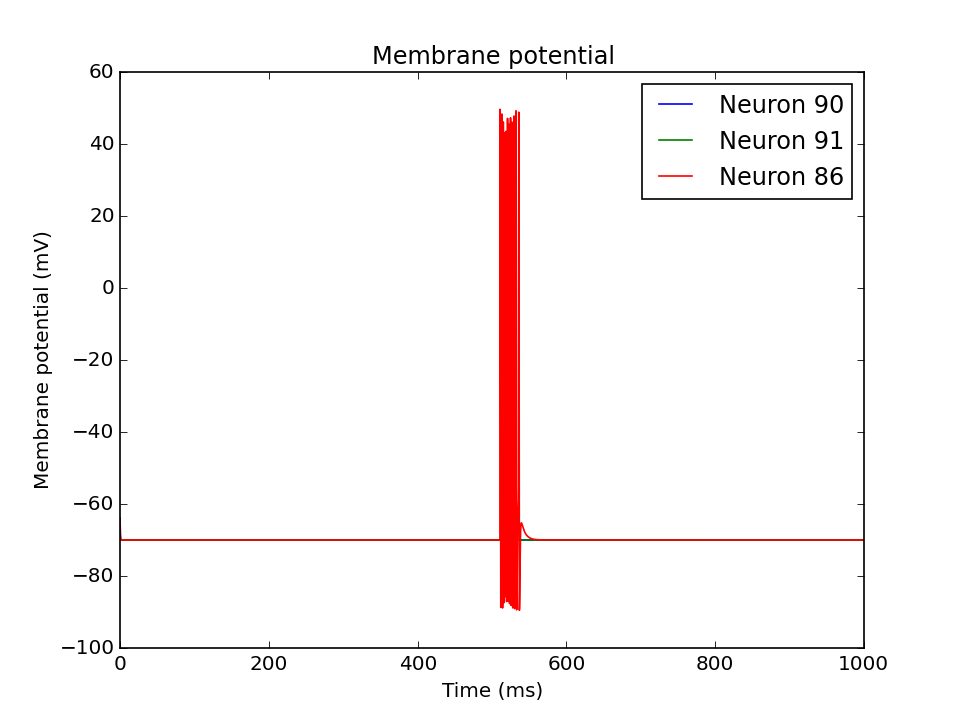 Membrane potential
60
40
20
0
−20
−40
−60
−80
−100
Membrane potential (mV)
Neuron 90
Neuron 91
Neuron 86
0 200 400 600 800 1000
Time (ms)